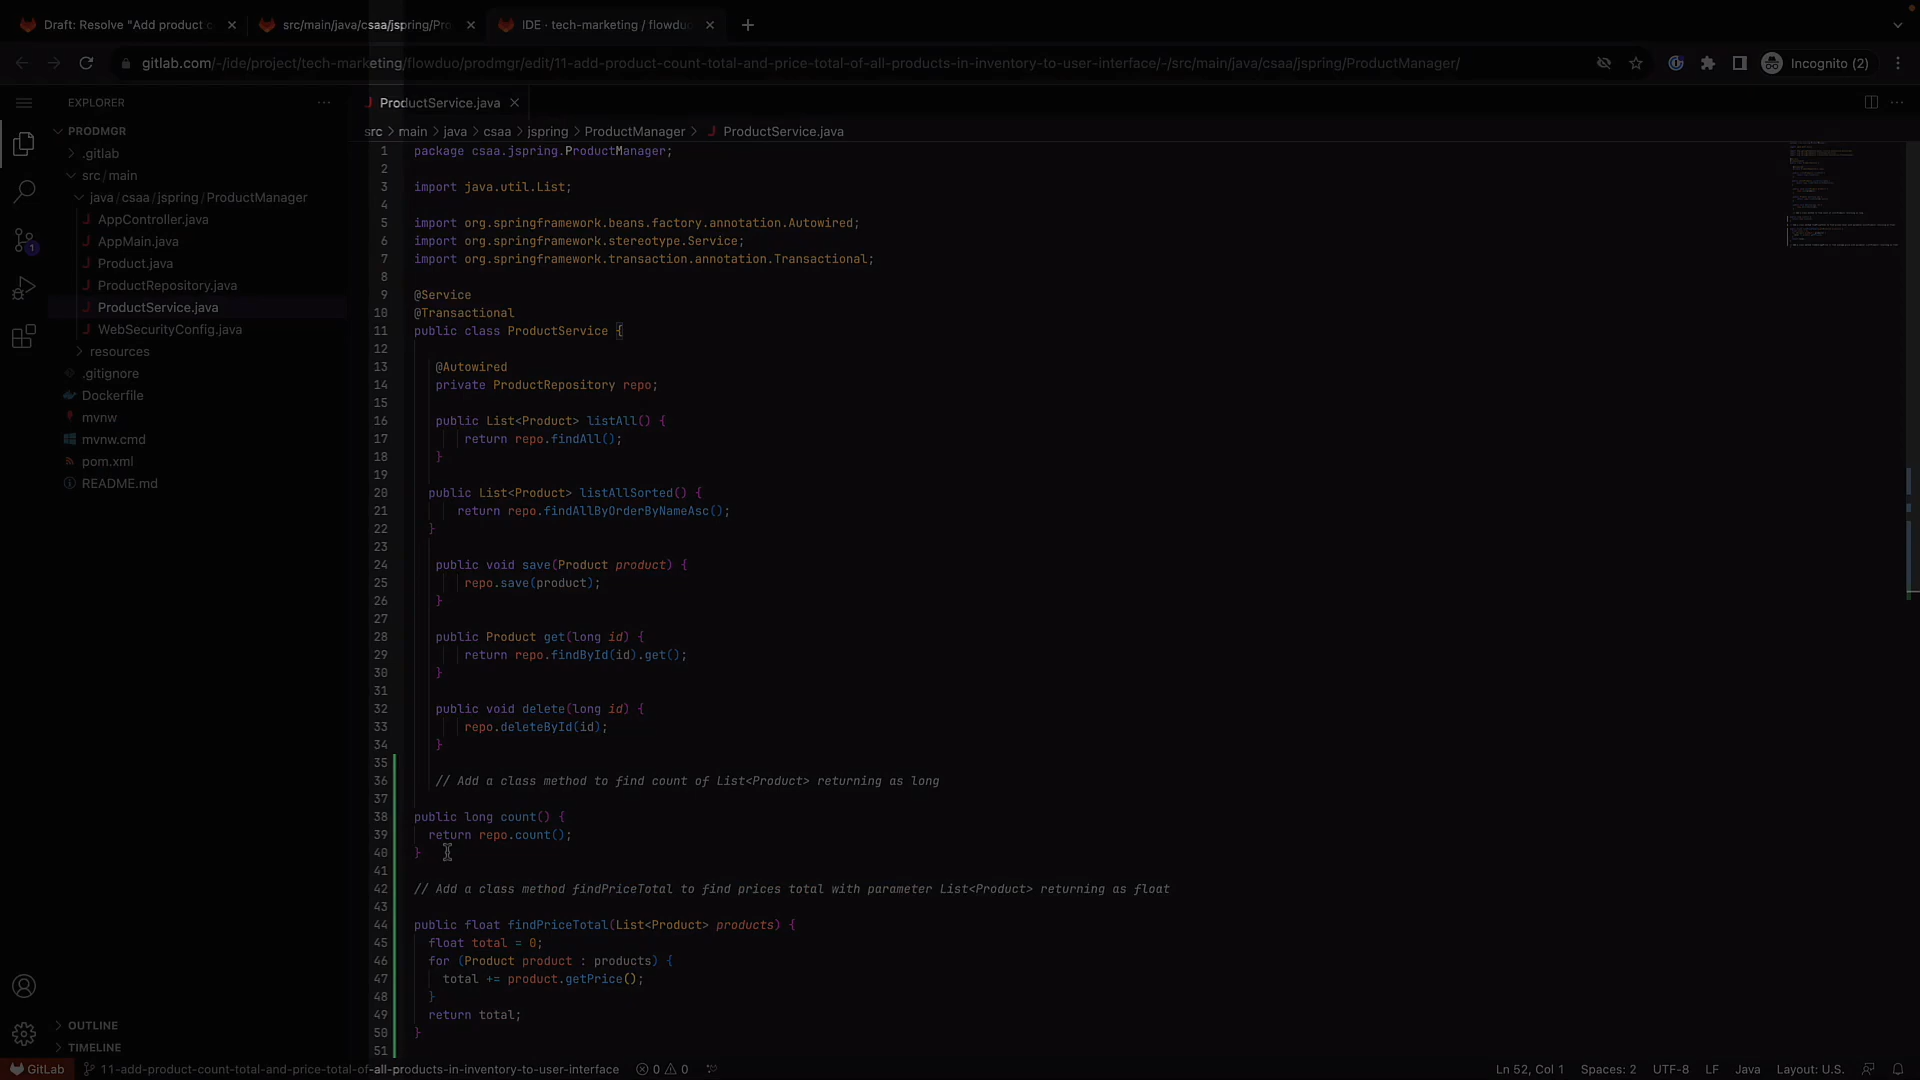 Draft: Resolve "Add product c
src/main/java/csaa/jspring/Pro
IDE · tech-marketing / flowdu
gitlab.com/-/ide/project/tech-marketing/flowduo/prodmgr/edit/11-add-product-count-total-and-price-total-of-all-products-in-inventory-to-user-interface/-/src/main/java/csaa/jspring/ProductManager/
Incognito (2)
EXPLORER
PRODMGR
.gitlab
src / main
java / csaa / jspring / ProductManager
J AppController.java
J AppMain.java
J Product.java
J ProductRepository.java
J ProductService.java
J WebSecurityConfig.java
resources
.gitignore
Dockerfile
mvnw
mvnw.cmd
pom.xml
README.md
OUTLINE
TIMELINE
1
J ProductService.java
src > main > java > csaa > jspring > ProductManager > J ProductService.java
1 package csaa.jspring.ProductManager;
2
3 import java.util.List;
4
5 import org.springframework.beans.factory.annotation.Autowired;
6 import org.springframework.stereotype.Service;
7 import org.springframework.transaction.annotation.Transactional;
8
9 @Service
10 @Transactional
11 public class ProductService {
12
13 @Autowired
14 private ProductRepository repo;
15
16 public List<Product> listAll() {
17 return repo.findAll();
18 }
19
20 public List<Product> listAllSorted() {
21 return repo.findAllByOrderByNameAsc();
22 }
23
24 public void save(Product product) {
25 repo.save(product);
26 }
27
28 public Product get(long id) {
29 return repo.findById(id).get();
30 }
31
32 public void delete(long id) {
33 repo.deleteById(id);
34 }
35
36 // Add a class method to find count of List<Product> returning as long
37
38 public long count() {
39 return repo.count();
40 }
41
42 // Add a class method findPriceTotal to find prices total with parameter List<Product> returning as float
43
44 public float findPriceTotal(List<Product> products) {
45 float total = 0;
46 for (Product product : products) {
47 total += product.getPrice();
48 }
49 return total;
50 }
51
GitLab
11-add-product-count-total-and-price-total-of-all-products-in-inventory-to-user-interface
0 0
Ln 52, Col 1
Spaces: 2
UTF-8
LF
Java
Layout: U.S.